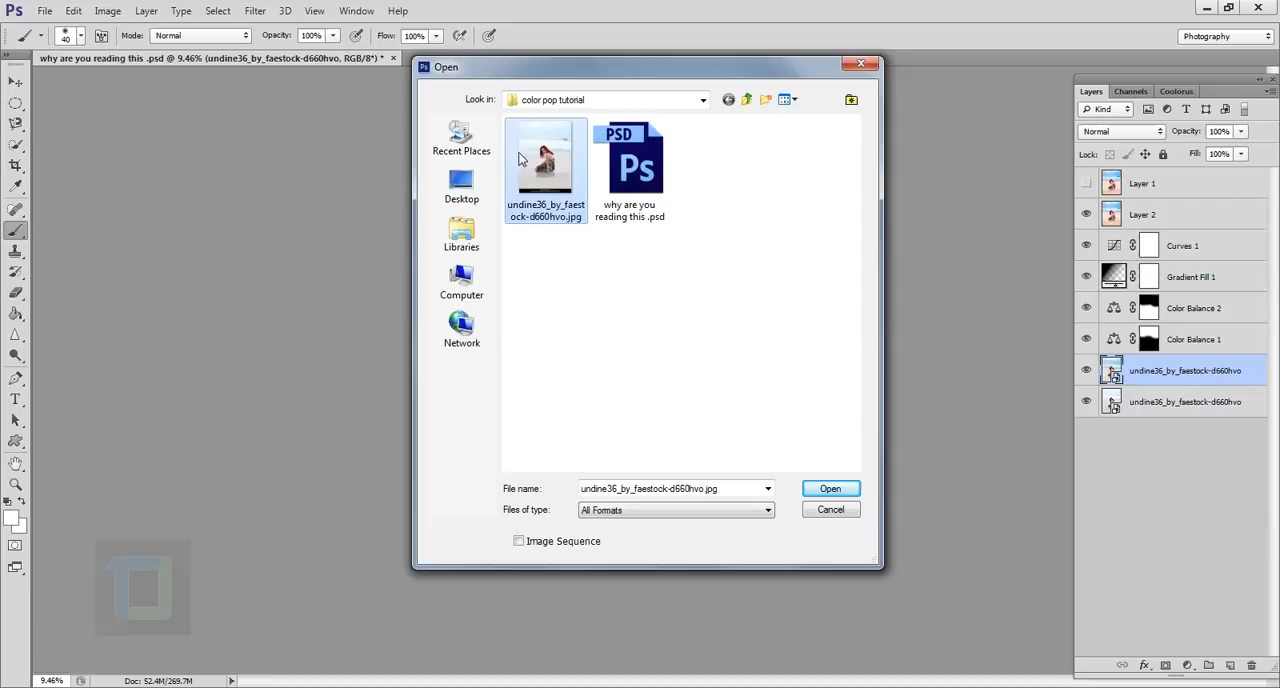 Ps File Edit Image Layer Type Select Filter 3D View Window Help
40 Mode: Normal Opacity: 100% Flow: 100% Photography
why are you reading this .psd @ 9.46% (undine36_by_faestock-d660hvo, RGB/8*) *
Ps Open
Look in: color pop tutorial
Recent Places
Desktop
Libraries
Computer
Network
undine36_by_faest
ock-d660hvo.jpg
PSD
Ps
why are you
reading this .psd
File name: undine36_by_faestock-d660hvo.jpg Open
Files of type: All Formats Cancel
Image Sequence
Layers Channels Coolorus
Kind
Normal Opacity: 100%
Lock: Fill: 100%
Layer 1
Layer 2
Curves 1
Gradient Fill 1
Color Balance 2
Color Balance 1
undine36_by_faestock-d660hvo
undine36_by_faestock-d660hvo
9.46% Doc: 52.4M/269.7M